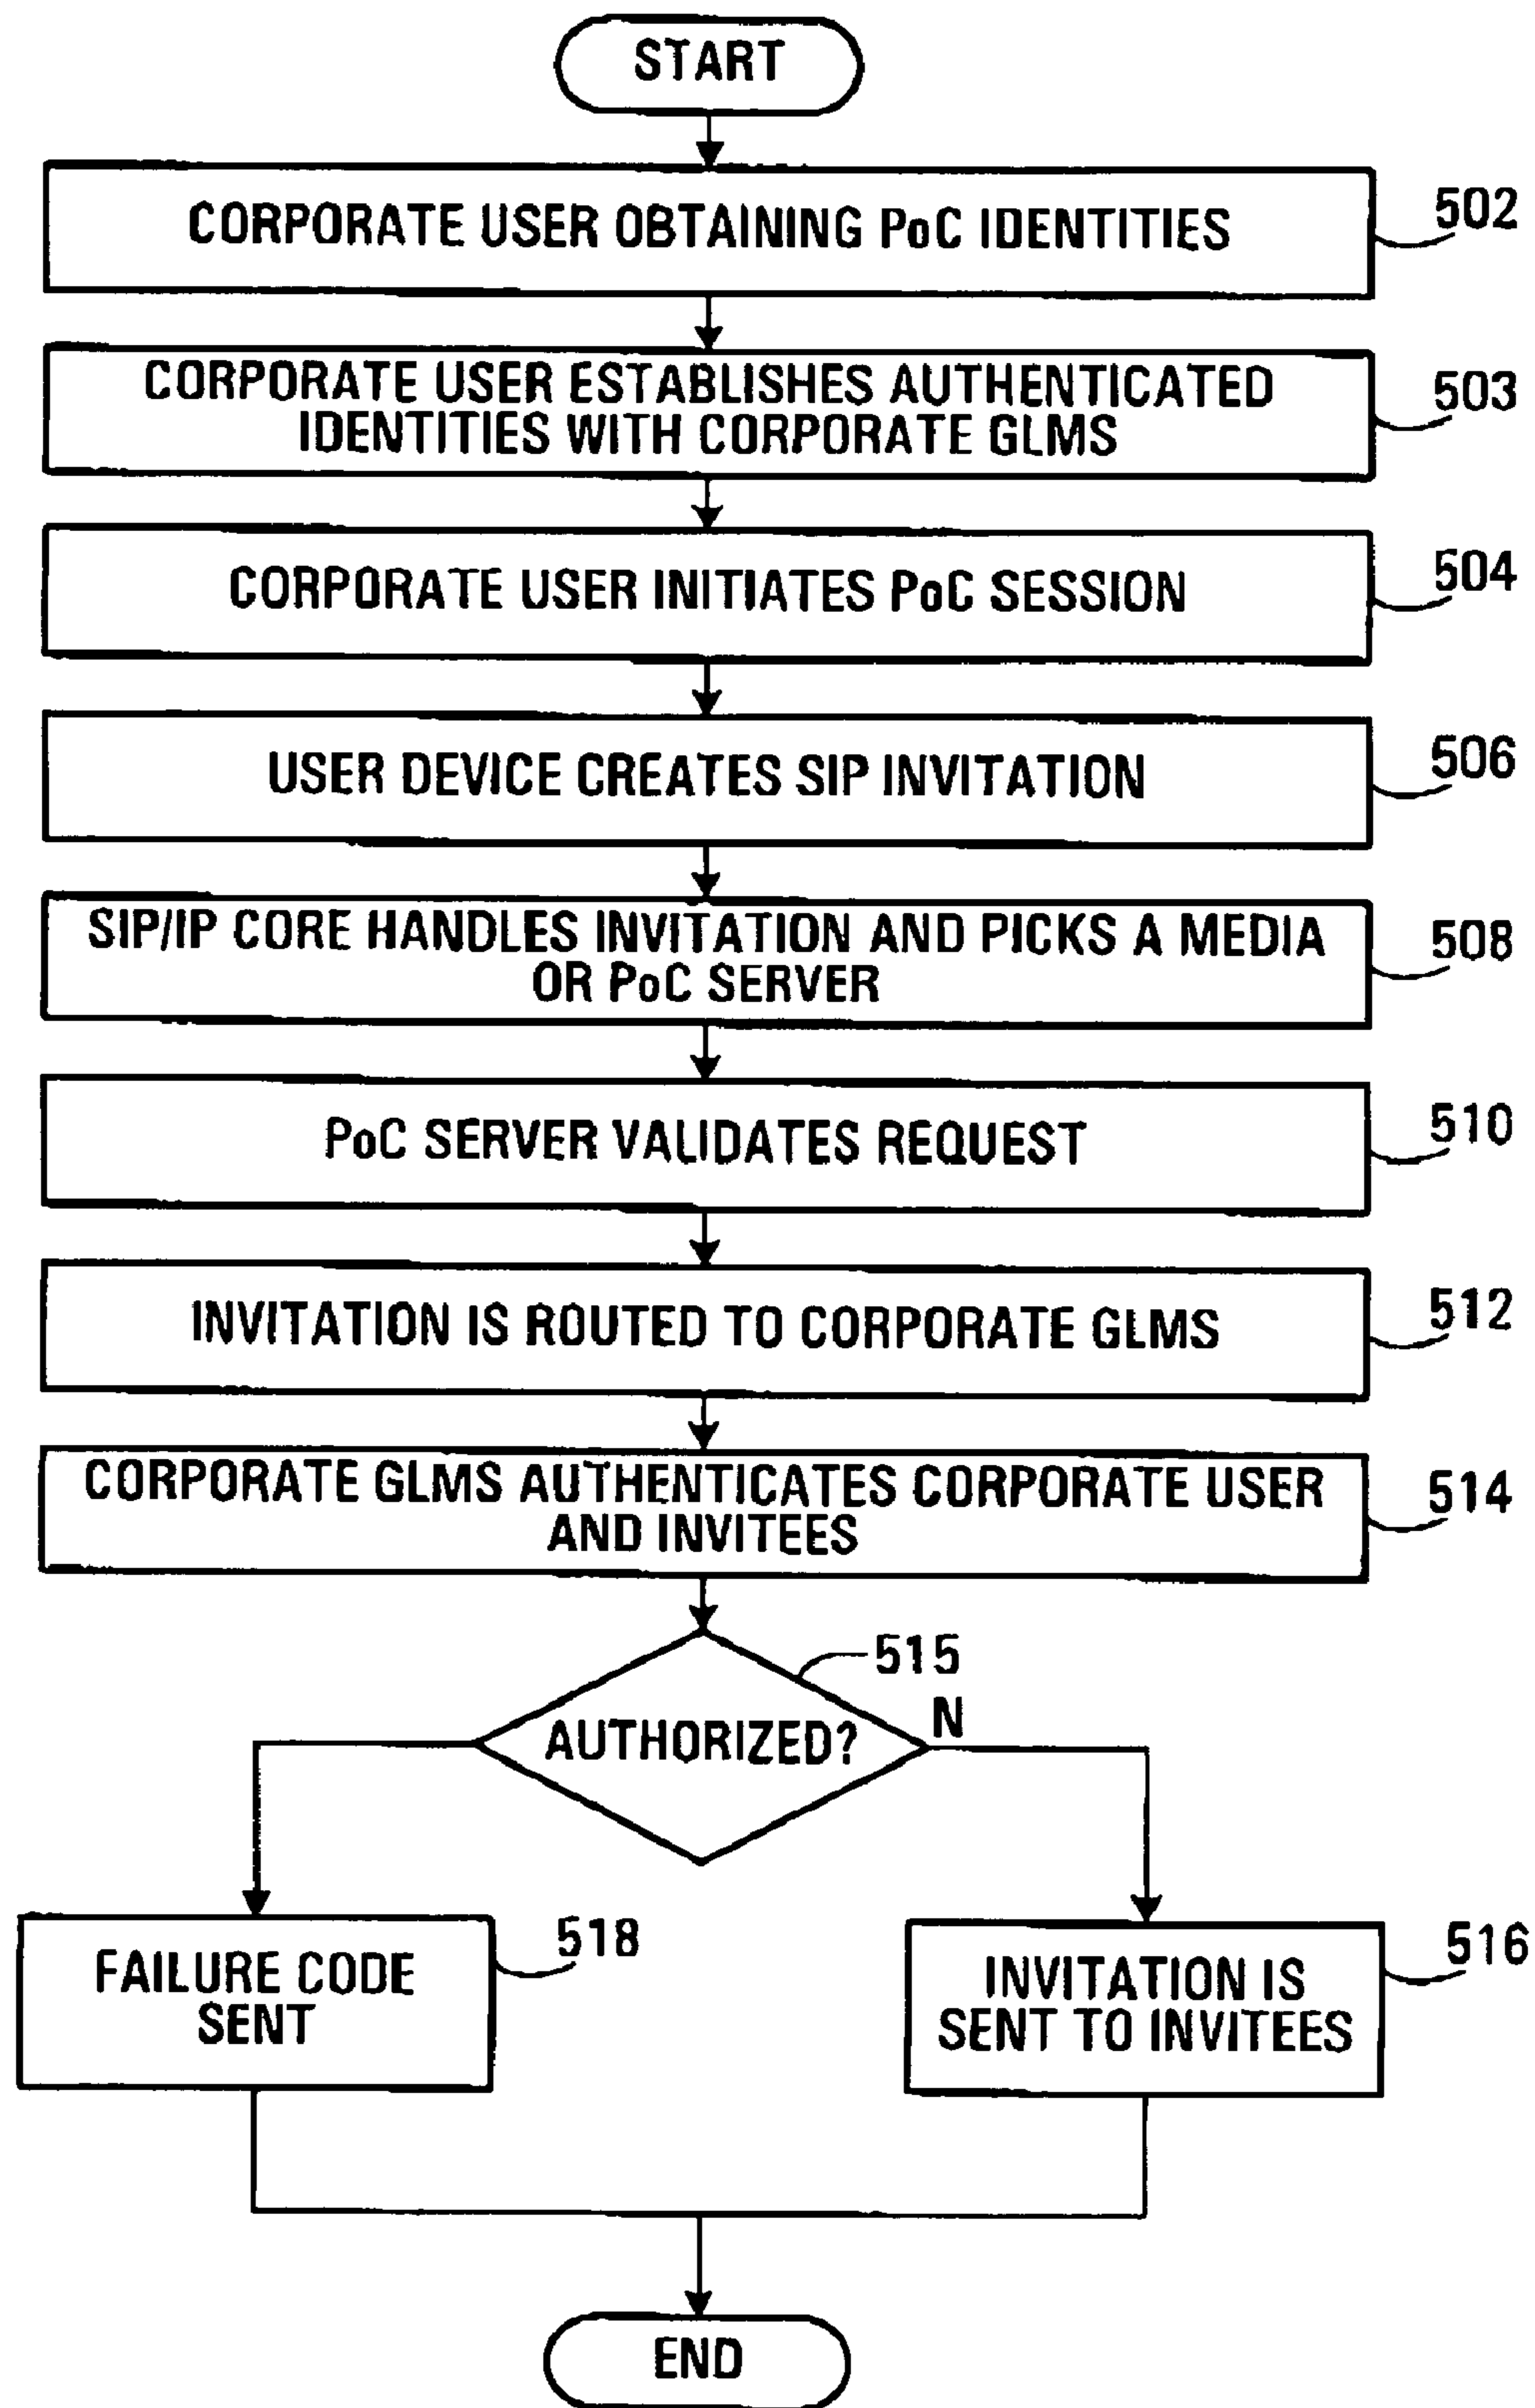 START
CORPORATE USER OBTAINING PoC IDENTITIES
502
CORPORATE USER ESTABLISHES AUTHENTICATED
IDENTITIES WITH CORPORATE GLMS
503
CORPORATE USER INITIATES PoC SESSION
504
USER DEVICE CREATES SIP INVITATION
506
SIP/IP CORE HANDLES INVITATION AND PICKS A MEDIA
OR PoC SERVER
508
PoC SERVER VALIDATES REQUEST
510
INVITATION IS ROUTED TO CORPORATE GLMS
512
CORPORATE GLMS AUTHENTICATES CORPORATE USER
AND INVITEES
514
515
AUTHORIZED?
N
FAILURE CODE
SENT
518
INVITATION IS
SENT TO INVITEES
516
END